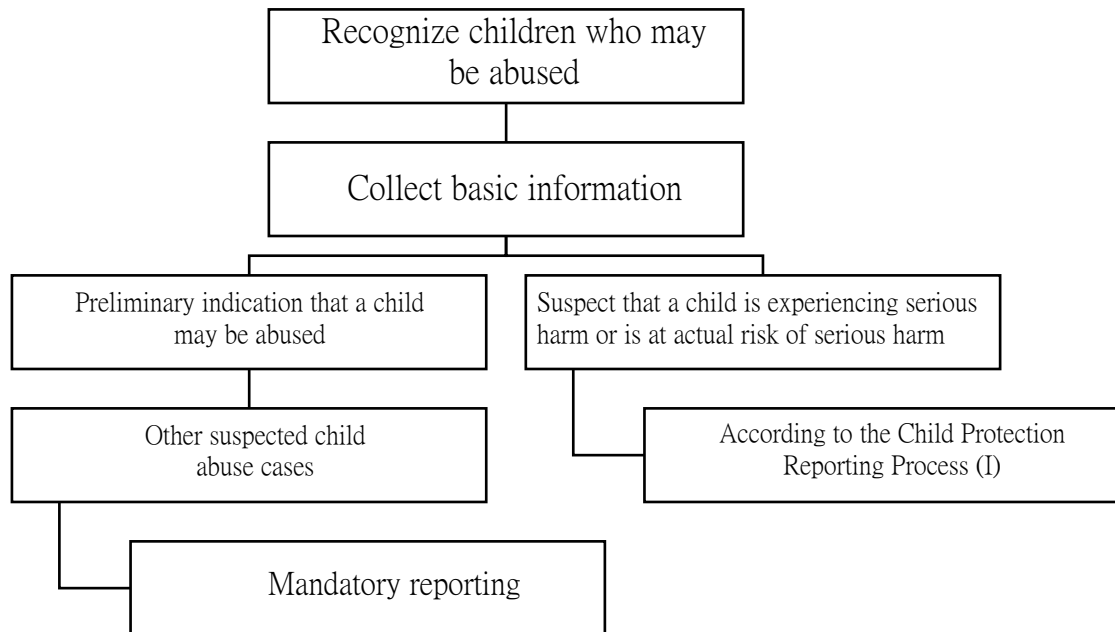 Recognize children who may
be abused
Collect basic information
Preliminary indication that a child
may be abused
Suspect that a child is experiencing serious
harm or is at actual risk of serious harm
Other suspected child
abuse cases
According to the Child Protection
Reporting Process (I)
Mandatory reporting